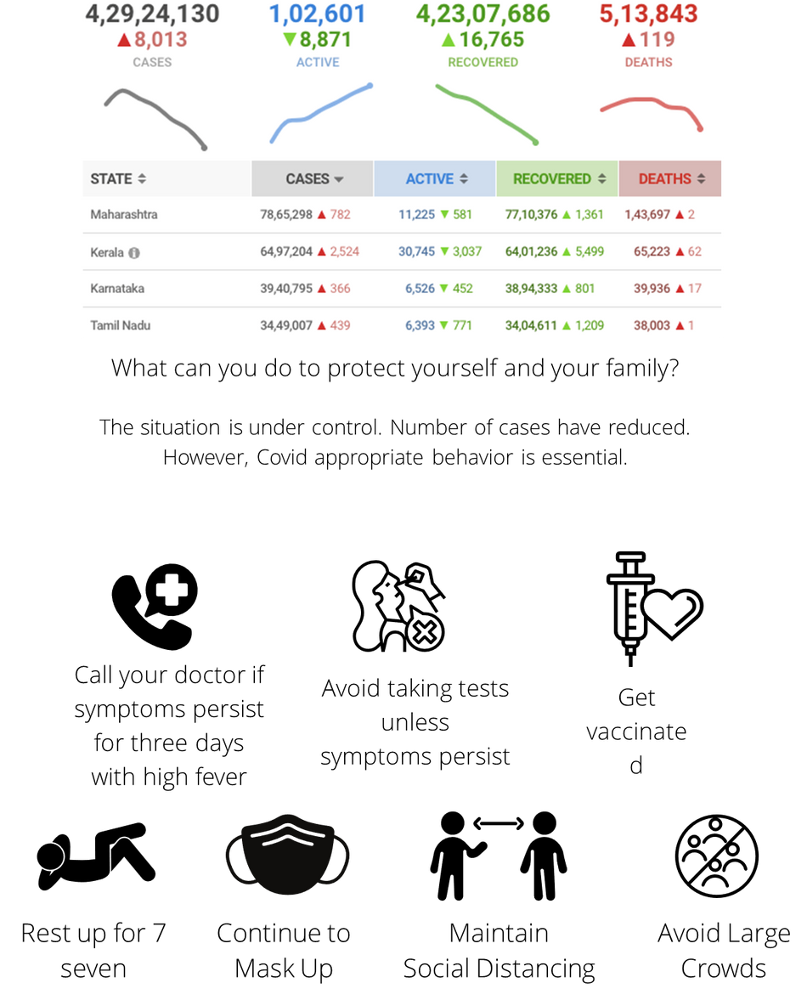 4,29,24,130 1,02,601 4,23,07,686 5,13,843
▲8,013 ▼8,871 ▲16,765 ▲119
CASES ACTIVE RECOVERED DEATHS
STATE CASES ACTIVE RECOVERED DEATHS
Maharashtra 78,65,298 ▲ 782 11,225 ▼ 581 77,10,376 ▲ 1,361 1,43,697 ▲ 2
Kerala 64,97,204 ▲ 2,524 30,745 ▼ 3,037 64,01,236 ▲ 5,499 65,223 ▲ 62
Karnataka 39,40,795 ▲ 366 6,526 ▼ 452 38,94,333 ▲ 801 39,936 ▲ 17
Tamil Nadu 34,49,007 ▲ 439 6,393 ▼ 771 34,04,611 ▲ 1,209 38,003 ▲ 1
What can you do to protect yourself and your family?
The situation is under control. Number of cases have reduced.
However, Covid appropriate behavior is essential.
Call your doctor if
symptoms persist
for three days
with high fever
Avoid taking tests
unless
symptoms persist
Get
vaccinate
d
Rest up for 7
seven
Continue to
Mask Up
Maintain
Social Distancing
Avoid Large
Crowds